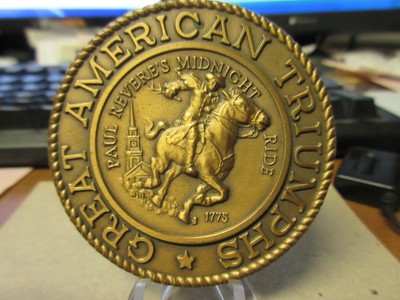 GREAT AMERICAN TRIUMPHS
PAUL REVERE'S MIDNIGHT RIDE
1775